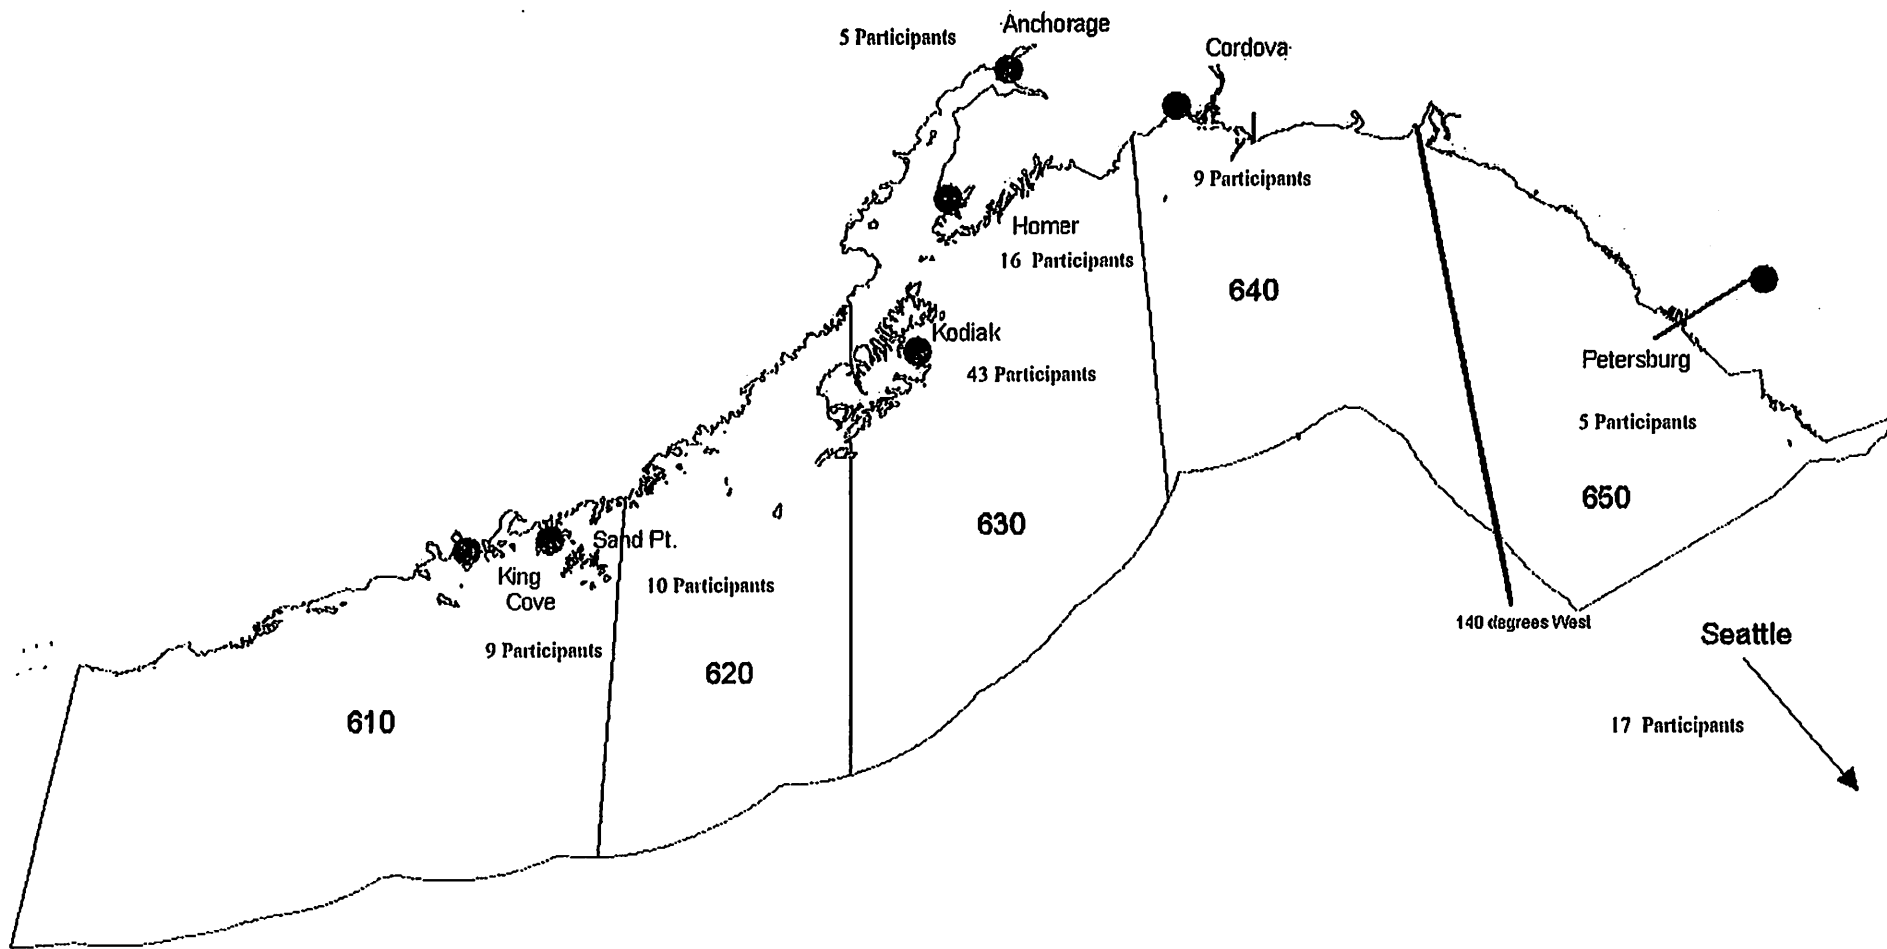 Anchorage
5 Participants
Cordova
9 Participants
Homer
16 Participants
640
Kodiak
43 Participants
Petersburg
5 Participants
650
630
Sand Pt.
10 Participants
King
Cove
9 Participants
140 degrees West
Seattle
620
610
17 Participants